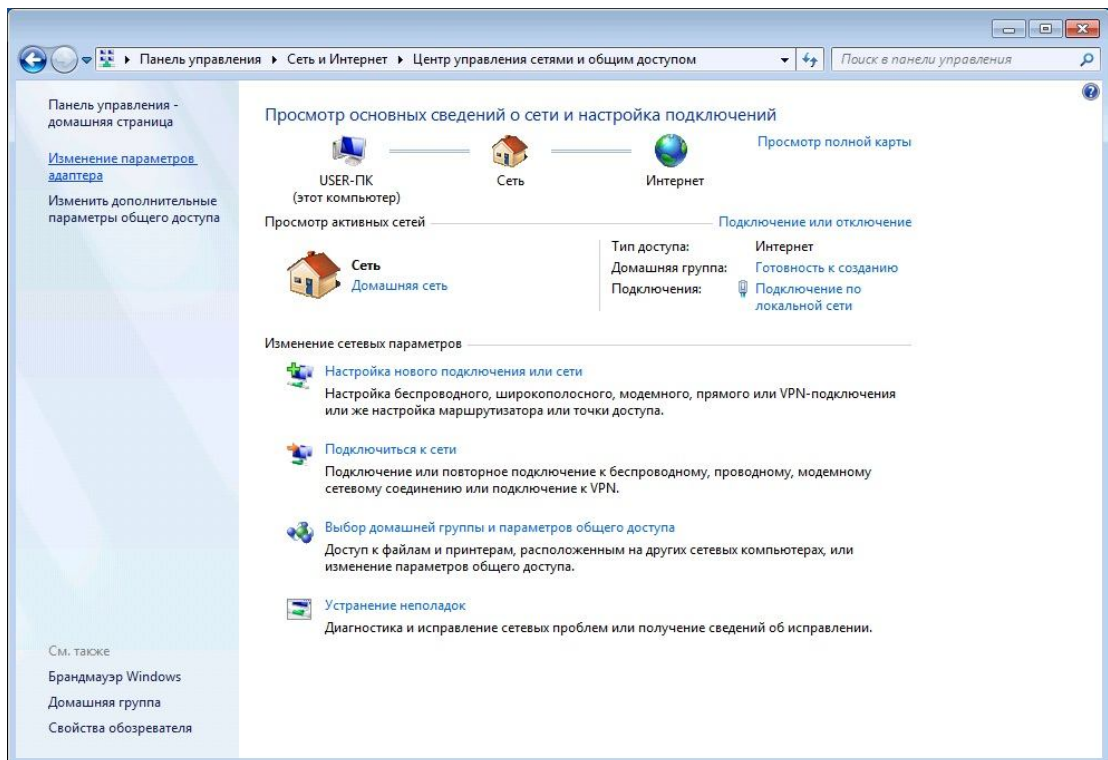 Панель управления ▸ Сеть и Интернет ▸ Центр управления сетями и общим доступом
Поиск в панели управления
Панель управления -
домашняя страница
Изменение параметров
адаптера
Изменить дополнительные
параметры общего доступа
Просмотр основных сведений о сети и настройка подключений
Просмотр полной карты
USER-ПК
(этот компьютер)
Сеть
Интернет
Просмотр активных сетей
Подключение или отключение
Сеть
Домашняя сеть
Тип доступа: Интернет
Домашняя группа: Готовность к созданию
Подключения: Подключение по
локальной сети
Изменение сетевых параметров
Настройка нового подключения или сети
Настройка беспроводного, широкополосного, модемного, прямого или VPN-подключения
или же настройка маршрутизатора или точки доступа.
Подключиться к сети
Подключение или повторное подключение к беспроводному, проводному, модемному
сетевому соединению или подключение к VPN.
Выбор домашней группы и параметров общего доступа
Доступ к файлам и принтерам, расположенным на других сетевых компьютерах, или
изменение параметров общего доступа.
Устранение неполадок
Диагностика и исправление сетевых проблем или получение сведений об исправлении.
См. также
Брандмауэр Windows
Домашняя группа
Свойства обозревателя